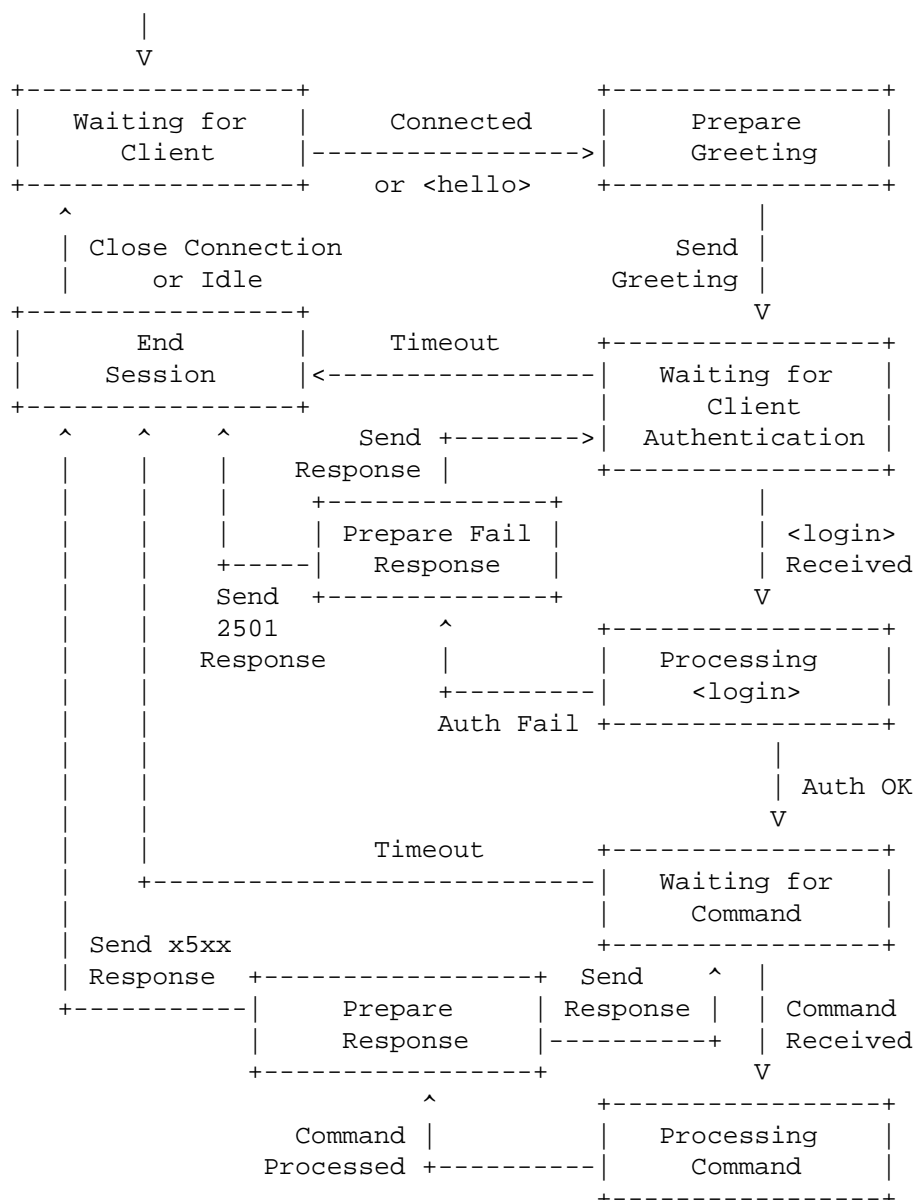 Waiting for Connected Prepare
Client Greeting
or <hello>
Close Connection Send
or Idle Greeting
End Timeout
Session Waiting for
Client
Send Authentication
Response
Prepare Fail <login>
Response Received
Send
2501
Response Processing
<login>
Auth Fail
Auth OK
Timeout
Waiting for
Command
Send x5xx
Response Send
Prepare Response Command
Response Received
Command Processing
Processed Command